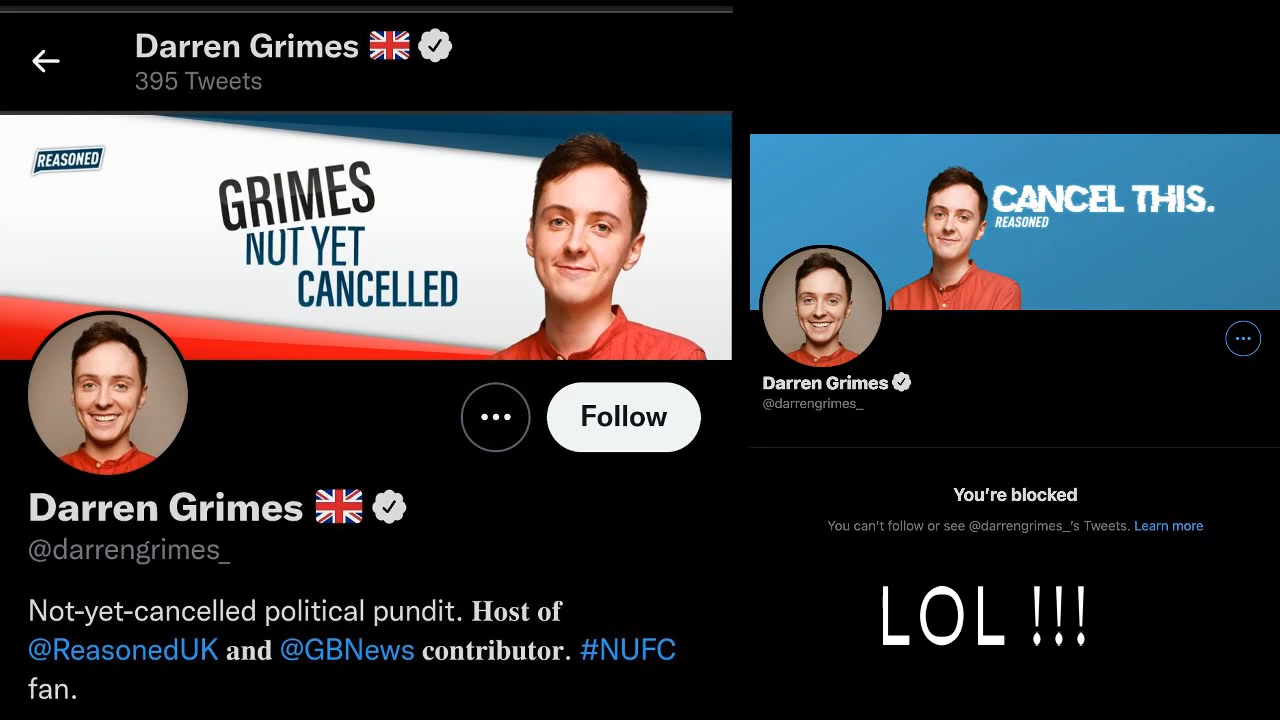 Darren Grimes 🇬🇧
395 Tweets
REASONED
GRIMES
NOT YET
CANCELLED
Follow
Darren Grimes 🇬🇧
@darrengrimes_
Not-yet-cancelled political pundit. 𝐇𝐨𝐬𝐭 𝐨𝐟
@ReasonedUK 𝐚𝐧𝐝 @GBNews 𝐜𝐨𝐧𝐭𝐫𝐢𝐛𝐮𝐭𝐨𝐫. #NUFC
fan.
CANCEL THIS.
REASONED
Darren Grimes
@darrengrimes_
You're blocked
You can't follow or see @darrengrimes_'s Tweets. Learn more
LOL !!!